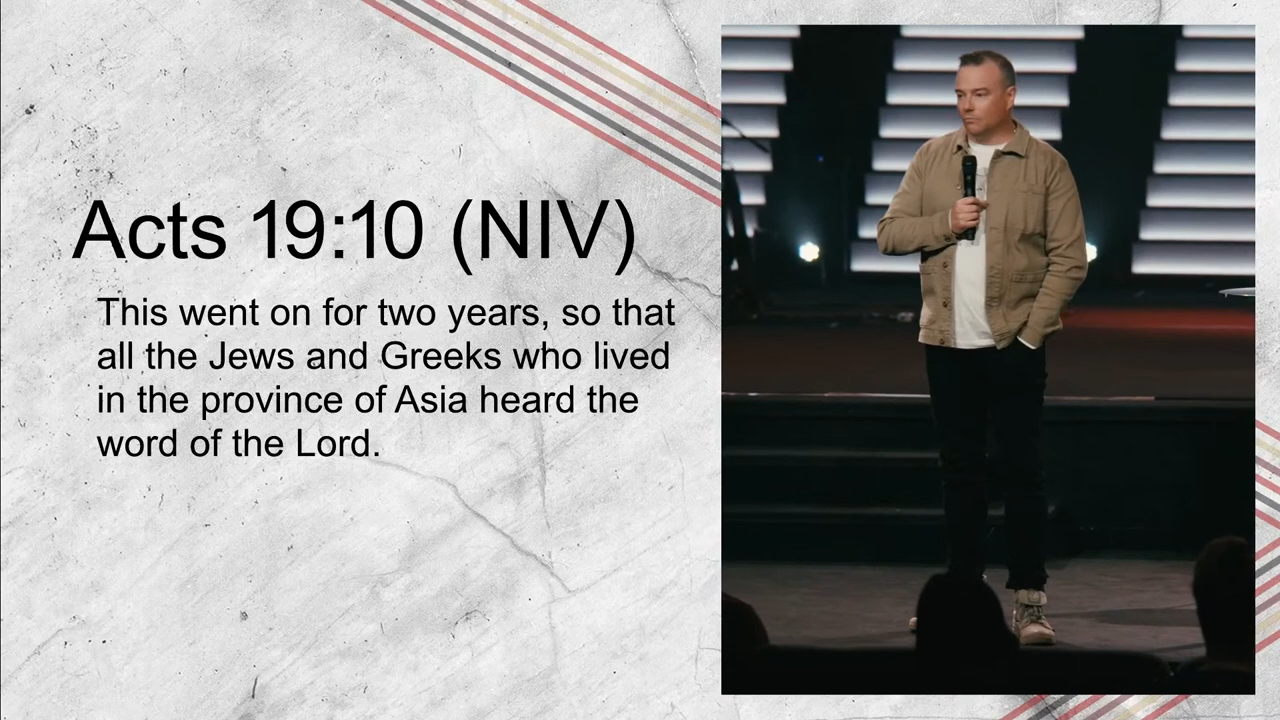 Acts 19:10 (NIV)
This went on for two years, so that
all the Jews and Greeks who lived
in the province of Asia heard the
word of the Lord.